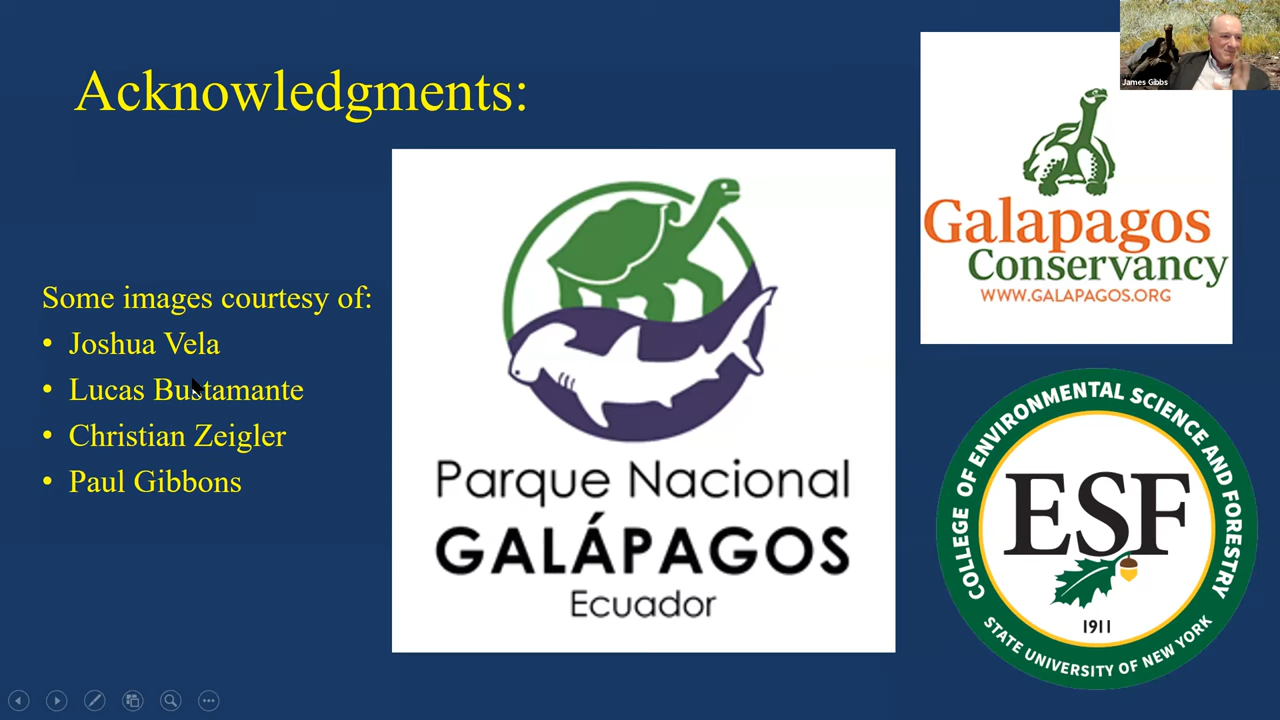 Acknowledgments:
Some images courtesy of:
• Joshua Vela
• Lucas Bustamante
• Christian Zeigler
• Paul Gibbons
Parque Nacional
GALÁPAGOS
Ecuador
Galapagos
Conservancy
WWW.GALAPAGOS.ORG
James Gibbs
COLLEGE OF ENVIRONMENTAL SCIENCE AND FORESTRY
ESF
1911
STATE UNIVERSITY OF NEW YORK